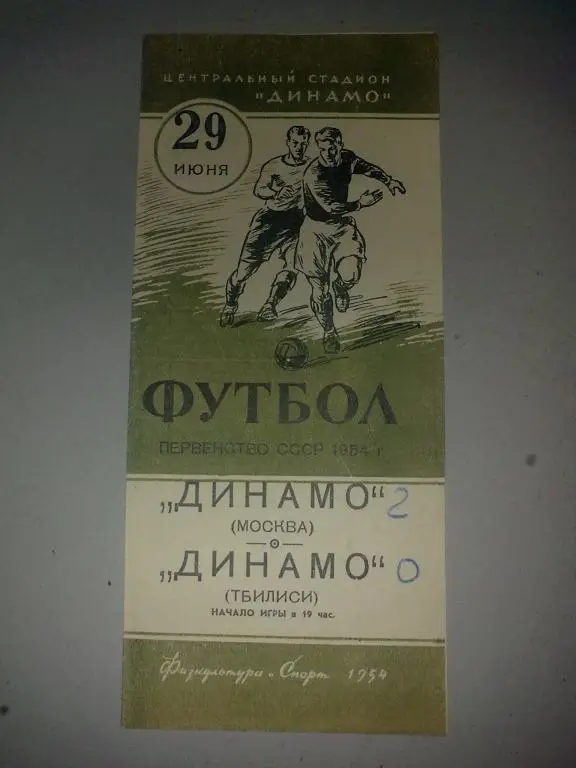 ЦЕНТРАЛЬНЫЙ СТАДИОН
„ДИНАМО"
29
ИЮНЯ
ФУТБОЛ
ПЕРВЕНСТВО СССР 1954 г
„ДИНАМО" 2
(МОСКВА)
„ДИНАМО" 0
(ТБИЛИСИ)
НАЧАЛО ИГРЫ в 19 час.
Физкультура и Спорт 1954